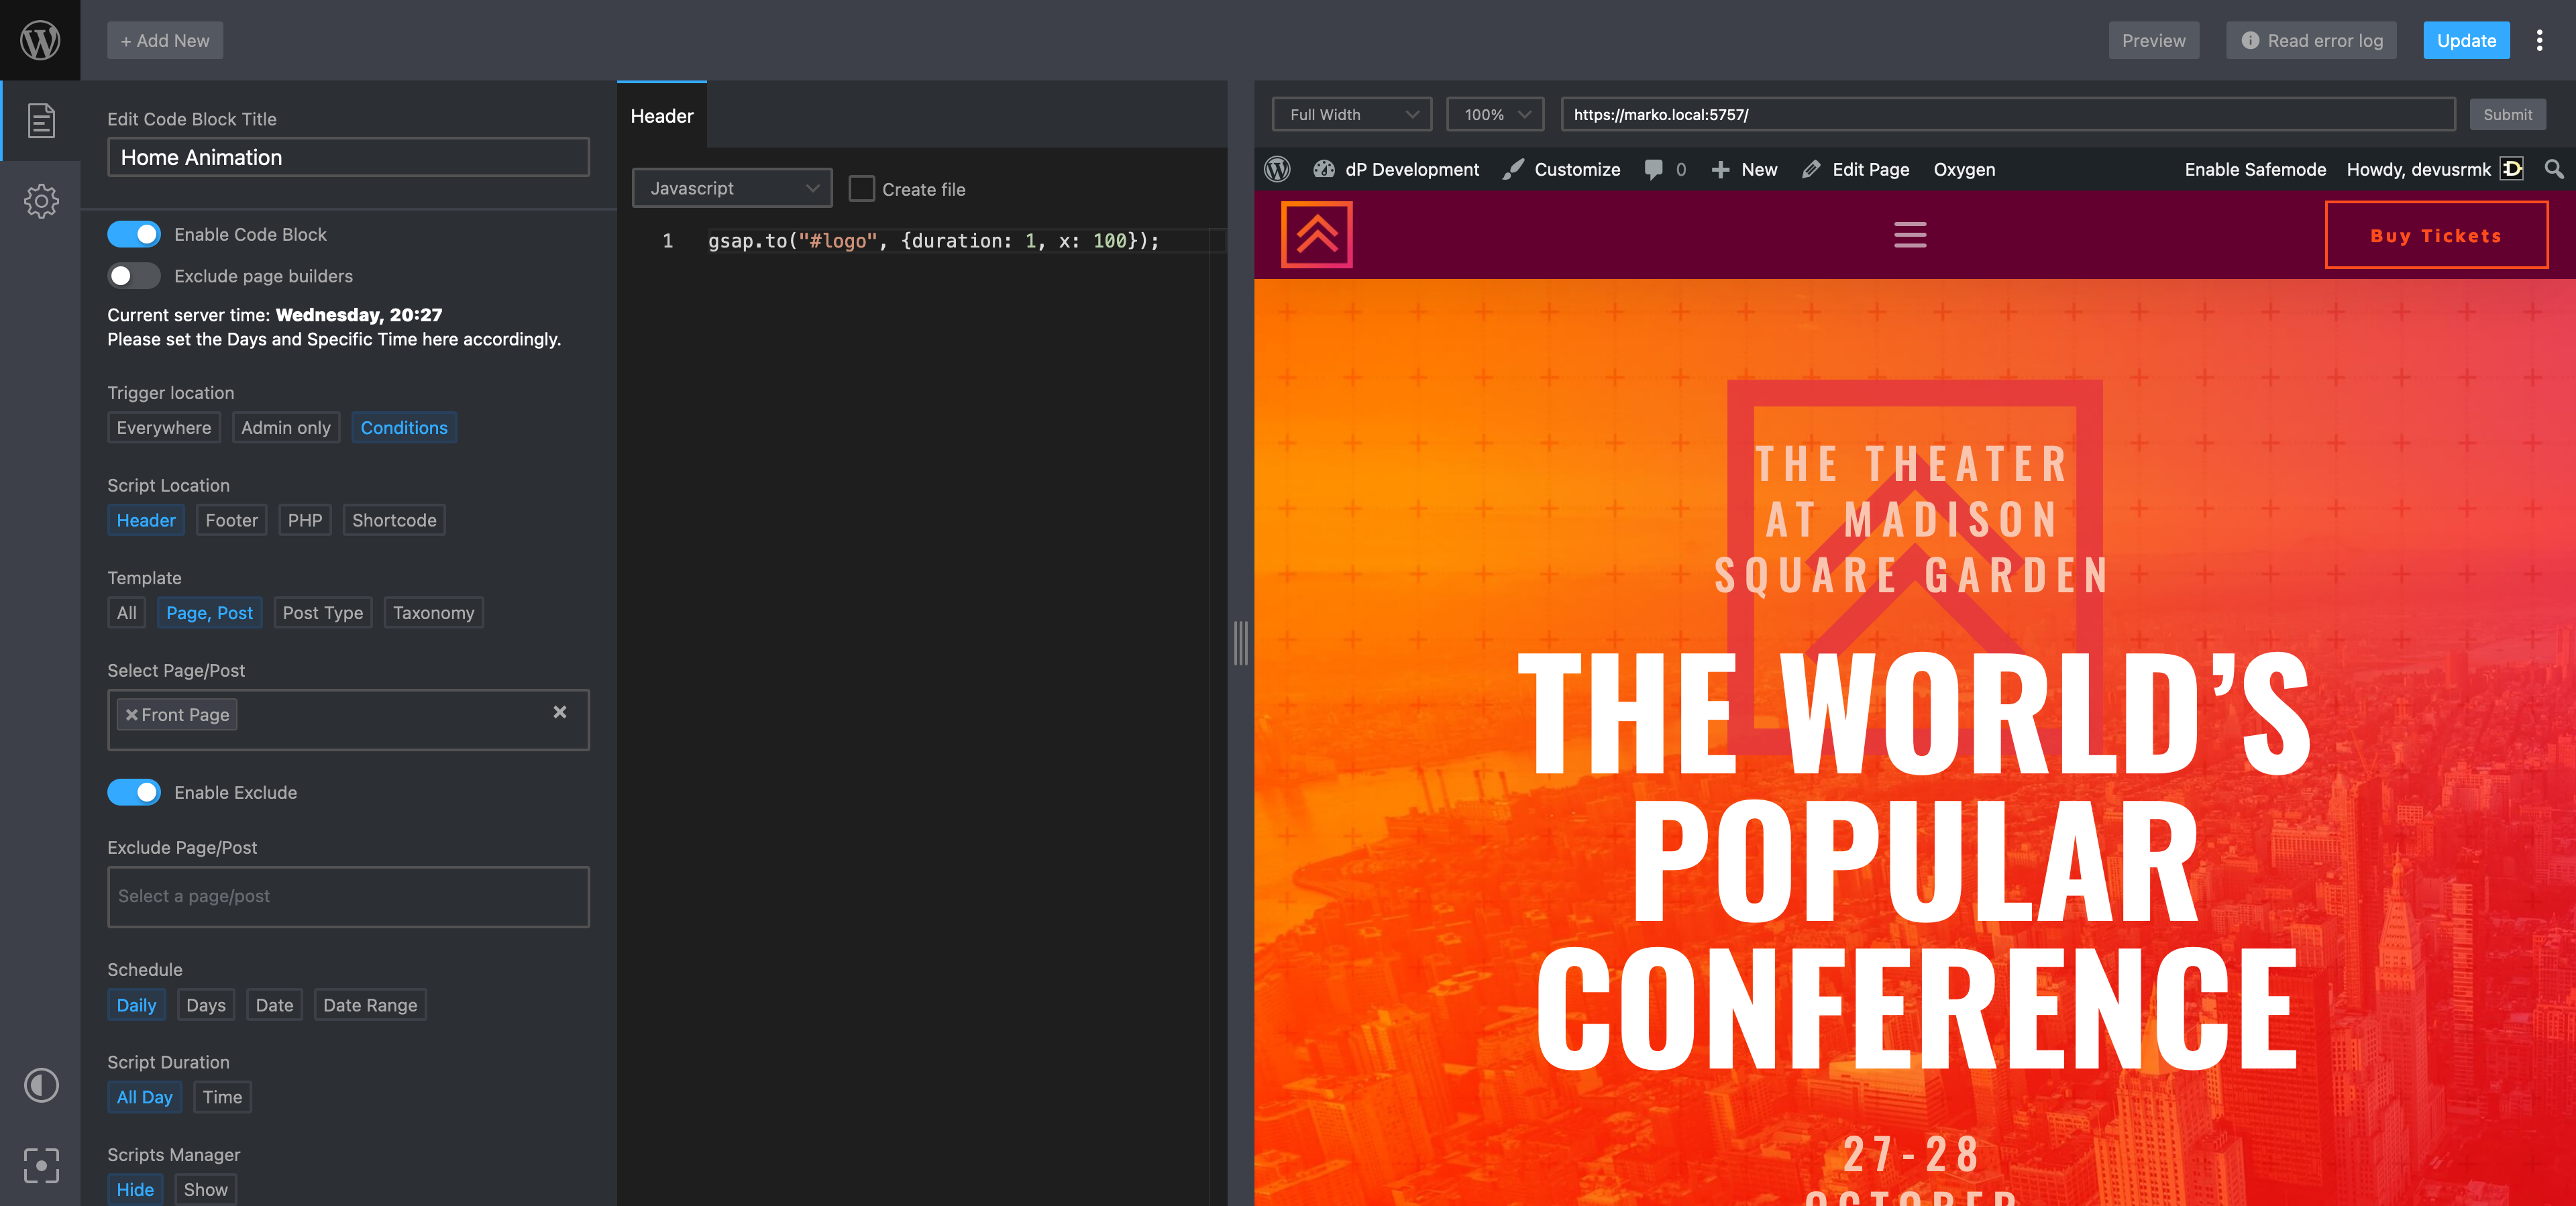 + Add New
Preview
Read error log
Update
Edit Code Block Title
Home Animation
Enable Code Block
Exclude page builders
Current server time: Wednesday, 20:27
Please set the Days and Specific Time here accordingly.
Trigger location
Everywhere
Admin only
Conditions
Script Location
Header
Footer
PHP
Shortcode
Template
All
Page, Post
Post Type
Taxonomy
Select Page/Post
×Front Page ×
Enable Exclude
Exclude Page/Post
Select a page/post
Schedule
Daily
Days
Date
Date Range
Script Duration
All Day
Time
Scripts Manager
Hide
Show
Header
Javascript
Create file
1 gsap.to("#logo", {duration: 1, x: 100});
Full Width
100%
https://marko.local:5757/
Submit
dP Development
Customize
0
New
Edit Page
Oxygen
Enable Safemode
Howdy, devusrmk
Buy Tickets
THE THEATER
AT MADISON
SQUARE GARDEN
THE WORLD’S
POPULAR
CONFERENCE
27-28
OCTOBER